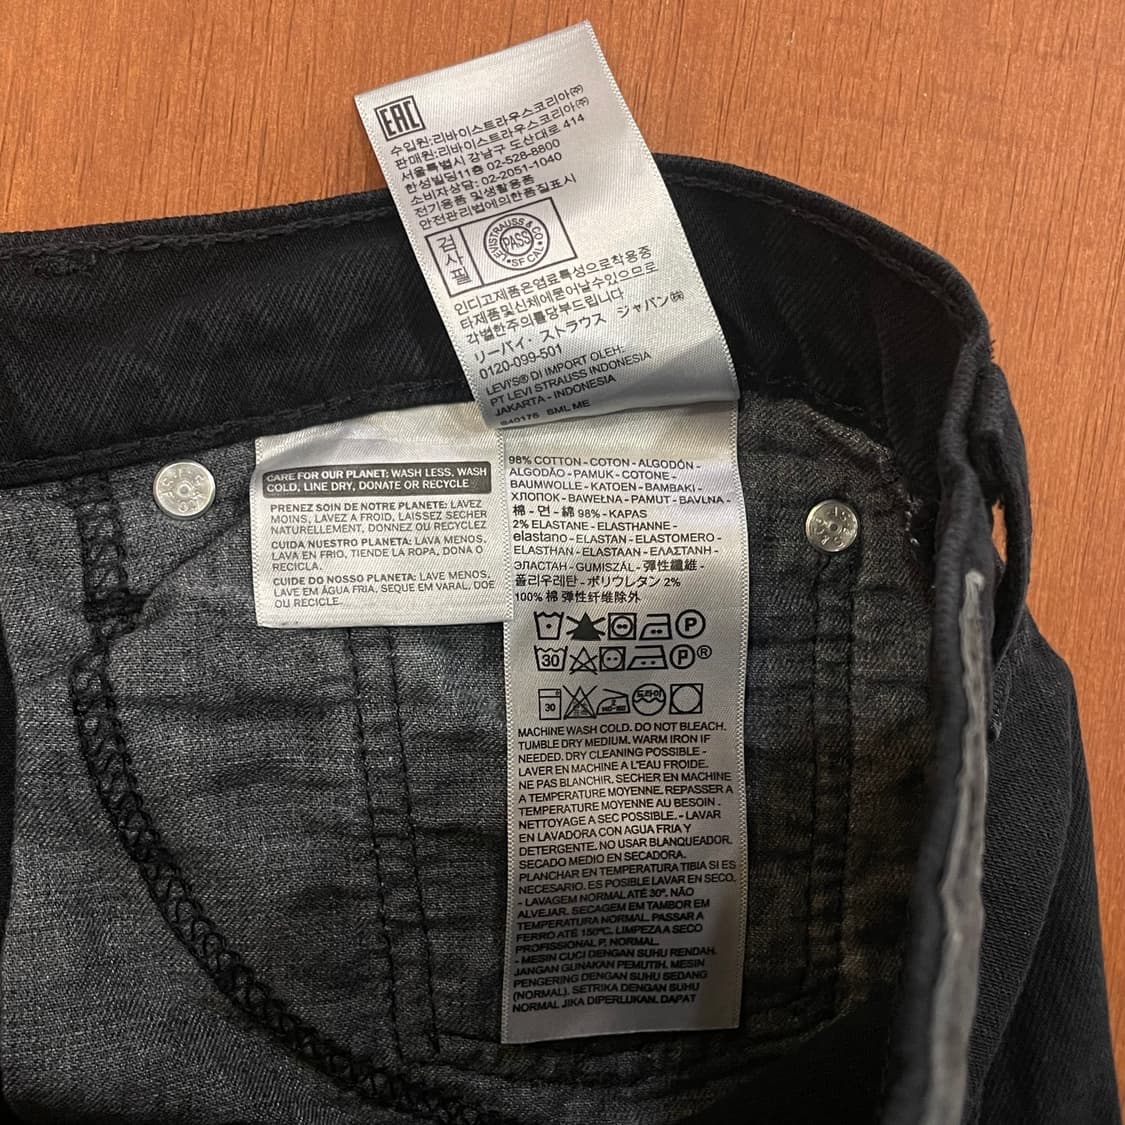 EAC
수입원:리바이스트라우스코리아㈜
판매원:리바이스트라우스코리아㈜
서울특별시 강남구 도산대로 414
한성빌딩11층 02-528-8800
소비자상담: 02-2051-1040
전기용품 및생활용품
안전관리법에의한품질표시
검사필
LEVI STRAUSS & CO
PASS
SF CAL
인디고제품은염료특성으로착용중
타제품및신체에묻어날수있으므로
각별한주의를당부드립니다
リーバイ・ストラウス ジャパン㈱
0120-099-501
LEVI'S® DI IMPORT OLEH:
PT LEVI STRAUSS INDONESIA
JAKARTA - INDONESIA
S40175 SML ME
CARE FOR OUR PLANET: WASH LESS, WASH
COLD, LINE DRY, DONATE OR RECYCLE
PRENEZ SOIN DE NOTRE PLANETE: LAVEZ
MOINS, LAVEZ A FROID, LAISSEZ SECHER
NATURELLEMENT, DONNEZ OU RECYCLEZ
CUIDA NUESTRO PLANETA: LAVA MENOS,
LAVA EN FRIO, TIENDE LA ROPA, DONA O
RECICLA.
CUIDE DO NOSSO PLANETA: LAVE MENOS,
LAVE EM ÁGUA FRIA, SEQUE EM VARAL, DOE
OU RECICLE.
98% COTTON - COTON - ALGODÓN -
ALGODÃO - PAMUK - COTONE -
BAUMWOLLE - KATOEN - BAMBAKI -
ХЛОПОК - BAWEŁNA - PAMUT - BAVLNA -
棉 - 면 - 綿 98% - KAPAS
2% ELASTANE - ELASTHANNE -
elastano - ELASTAN - ELASTOMERO -
ELASTHAN - ELASTAAN - ΕΛΑΣΤΑΝΗ -
ЭЛАСТАН - GUMISZÁL - 彈性纖維 -
폴리우레탄 - ポリウレタン 2%
100% 棉 弹性纤维除外
P
30 P®
30 드라이
MACHINE WASH COLD. DO NOT BLEACH.
TUMBLE DRY MEDIUM. WARM IRON IF
NEEDED. DRY CLEANING POSSIBLE -
LAVER EN MACHINE A L'EAU FROIDE.
NE PAS BLANCHIR. SECHER EN MACHINE
A TEMPERATURE MOYENNE. REPASSER A
TEMPERATURE MOYENNE AU BESOIN -
NETTOYAGE A SEC POSSIBLE. - LAVAR
EN LAVADORA CON AGUA FRIA Y
DETERGENTE. NO USAR BLANQUEADOR.
SECADO MEDIO EN SECADORA.
PLANCHAR EN TEMPERATURA TIBIA SI ES
NECESARIO. ES POSIBLE LAVAR EN SECO.
- LAVAGEM NORMAL ATÉ 30º. NÃO
ALVEJAR. SECAGEM EM TAMBOR EM
TEMPERATURA NORMAL. PASSAR A
FERRO ATÉ 150ºC. LIMPEZA A SECO
PROFISSIONAL P, NORMAL.
- MESIN CUCI DENGAN SUHU RENDAH.
JANGAN GUNAKAN PEMUTIH. MESIN
PENGERING DENGAN SUHU SEDANG
(NORMAL). SETRIKA DENGAN SUHU
NORMAL JIKA DIPERLUKAN. DAPAT